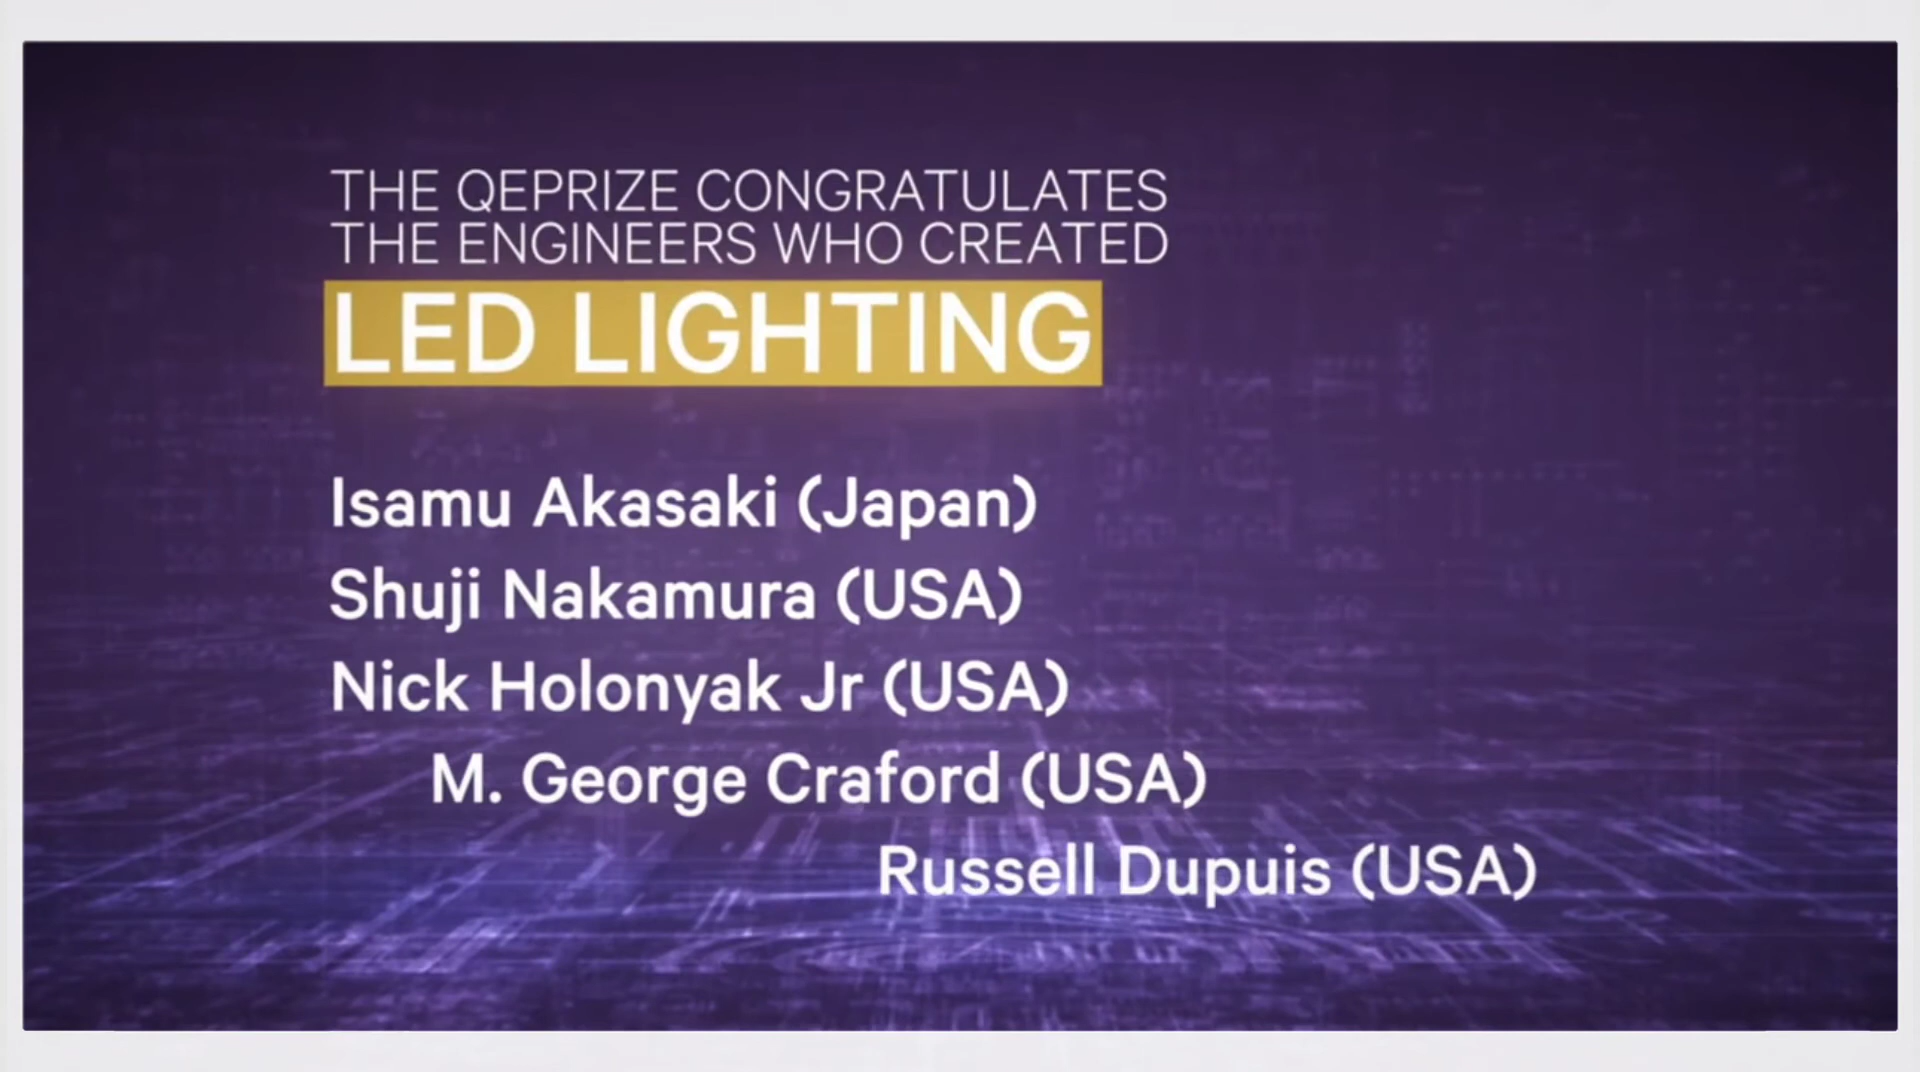 THE QEPRIZE CONGRATULATES
THE ENGINEERS WHO CREATED
LED LIGHTING
Isamu Akasaki (Japan)
Shuji Nakamura (USA)
Nick Holonyak Jr (USA)
M. George Craford (USA)
Russell Dupuis (USA)